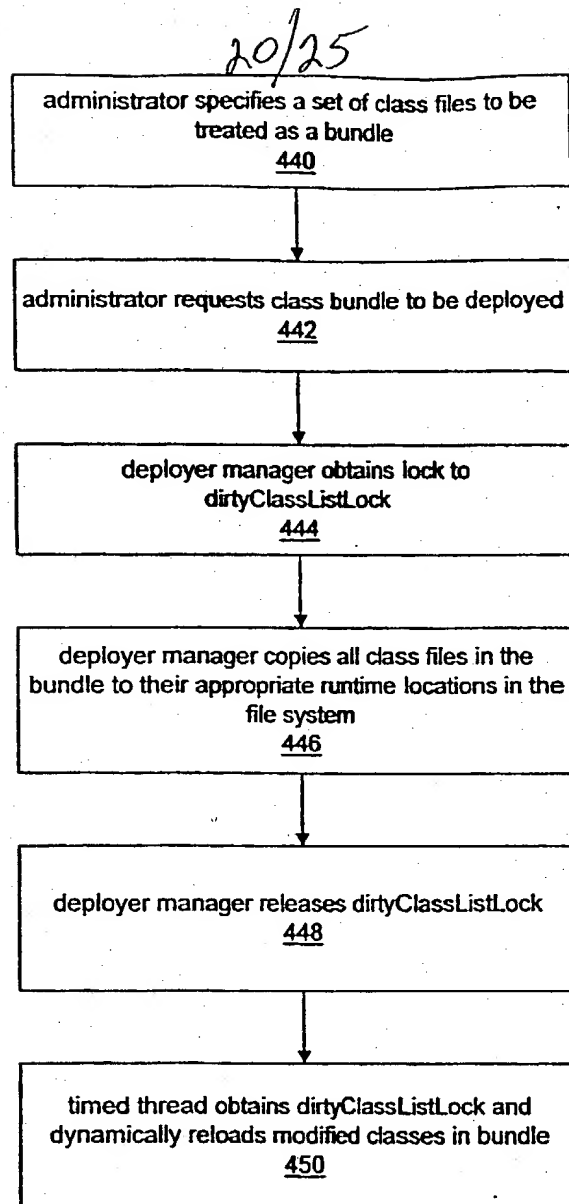 20/25
administrator specifies a set of class files to be
treated as a bundle
440
administrator requests class bundle to be deployed
442
deployer manager obtains lock to
dirtyClassListLock
444
deployer manager copies all class files in the
bundle to their appropriate runtime locations in the
file system
446
deployer manager releases dirtyClassListLock
448
timed thread obtains dirtyClassListLock and
dynamically reloads modified classes in bundle
450